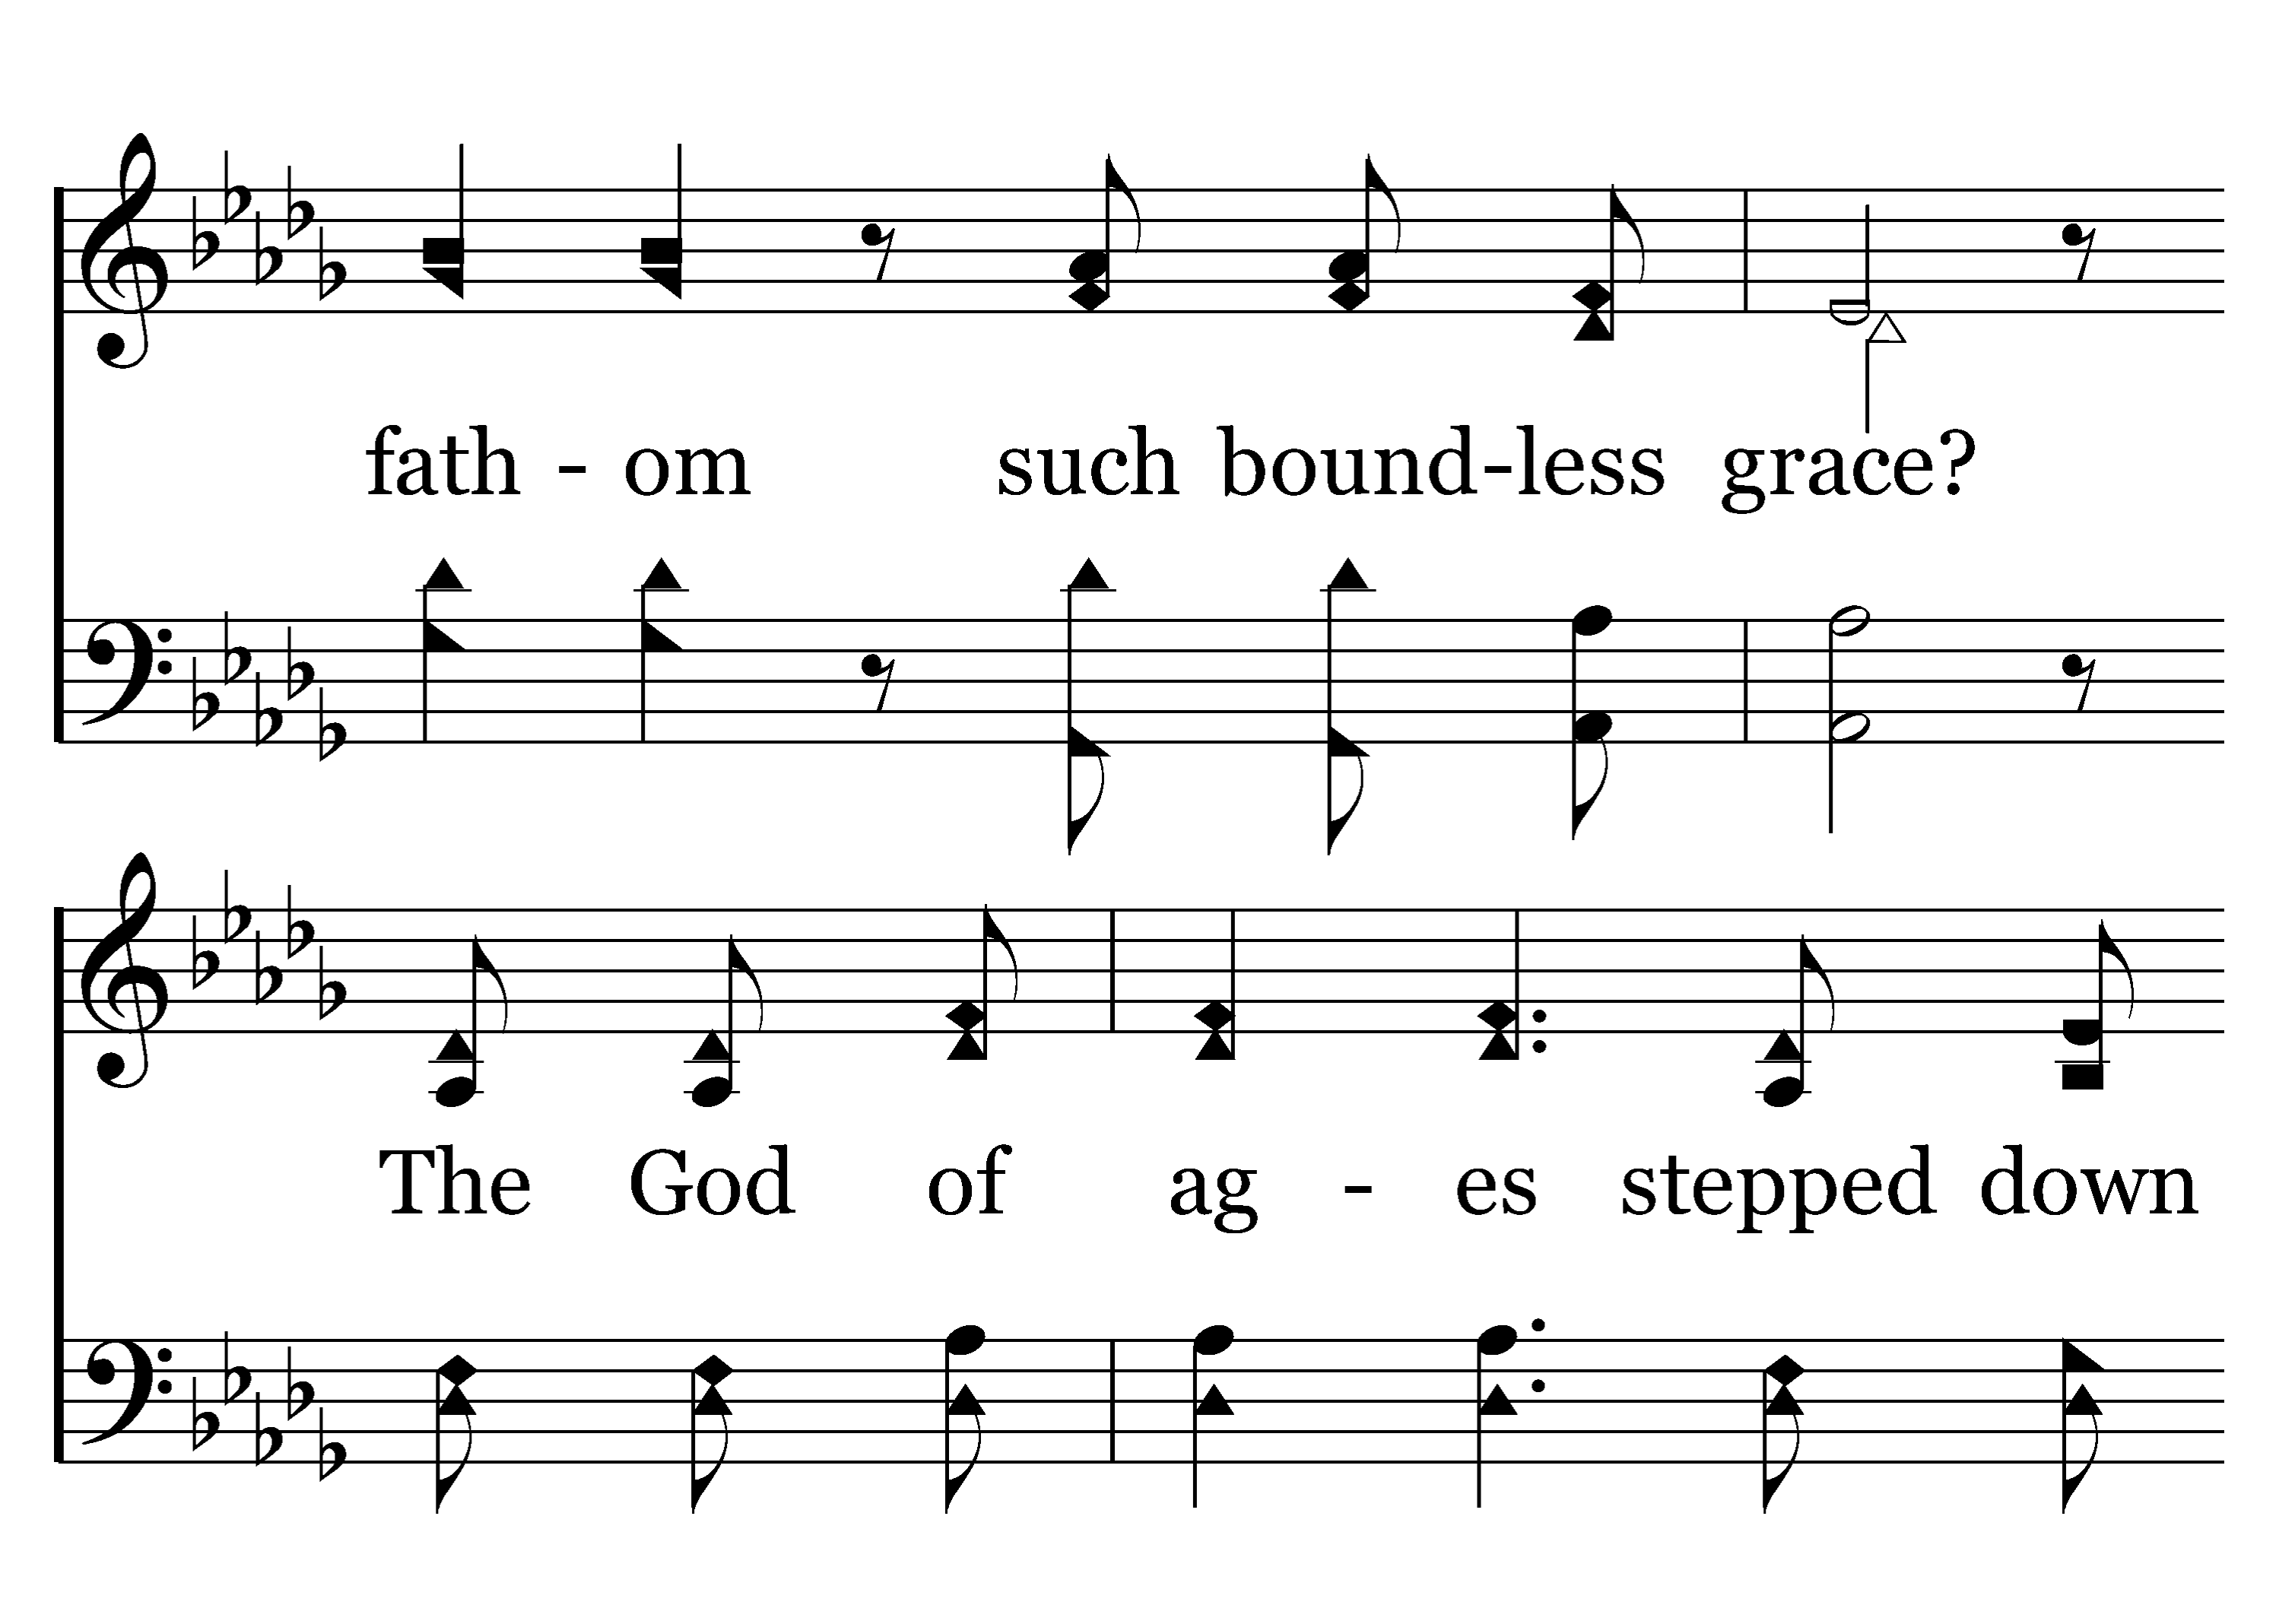 fath - om such bound-less grace?
The God of ag - es stepped down